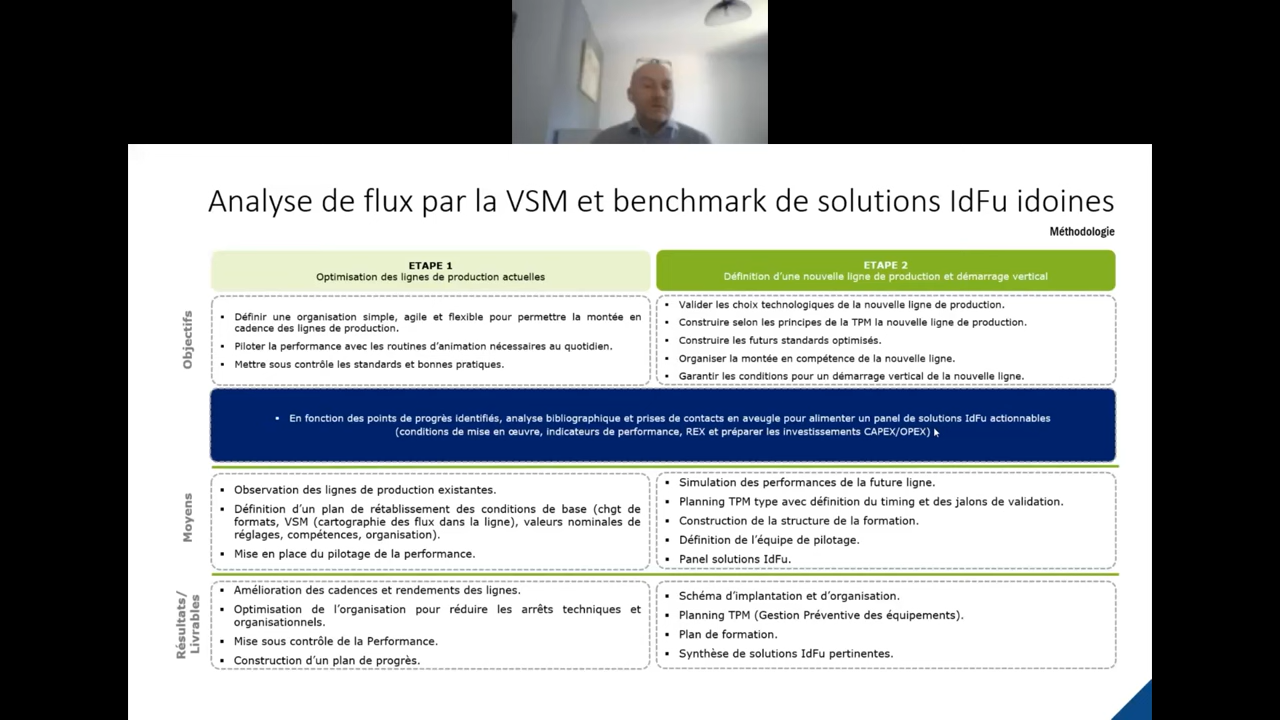 Analyse de flux par la VSM et benchmark de solutions IdFu idoines
Méthodologie
ETAPE 1
Optimisation des lignes de production actuelles
ETAPE 2
Définition d’une nouvelle ligne de production et démarrage vertical
Objectifs
▪ Définir une organisation simple, agile et flexible pour permettre la montée en
cadence des lignes de production.
▪ Piloter la performance avec les routines d’animation nécessaires au quotidien.
▪ Mettre sous contrôle les standards et bonnes pratiques.
▪ Valider les choix technologiques de la nouvelle ligne de production.
▪ Construire selon les principes de la TPM la nouvelle ligne de production.
▪ Construire les futurs standards optimisés.
▪ Organiser la montée en compétence de la nouvelle ligne.
▪ Garantir les conditions pour un démarrage vertical de la nouvelle ligne.
▪ En fonction des points de progrès identifiés, analyse bibliographique et prises de contacts en aveugle pour alimenter un panel de solutions IdFu actionnables
(conditions de mise en œuvre, indicateurs de performance, REX et préparer les investissements CAPEX/OPEX)
Moyens
▪ Observation des lignes de production existantes.
▪ Définition d’un plan de rétablissement des conditions de base (chgt de
formats, VSM (cartographie des flux dans la ligne), valeurs nominales de
réglages, compétences, organisation).
▪ Mise en place du pilotage de la performance.
▪ Simulation des performances de la future ligne.
▪ Planning TPM type avec définition du timing et des jalons de validation.
▪ Construction de la structure de la formation.
▪ Définition de l’équipe de pilotage.
▪ Panel solutions IdFu.
Résultats/
Livrables
▪ Amélioration des cadences et rendements des lignes.
▪ Optimisation de l’organisation pour réduire les arrêts techniques et
organisationnels.
▪ Mise sous contrôle de la Performance.
▪ Construction d’un plan de progrès.
▪ Schéma d’implantation et d’organisation.
▪ Planning TPM (Gestion Préventive des équipements).
▪ Plan de formation.
▪ Synthèse de solutions IdFu pertinentes.